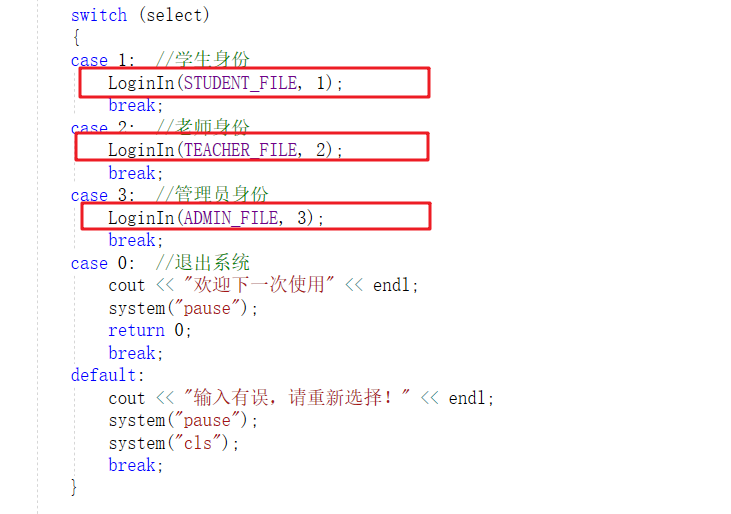 switch (select)
{
case 1:  //学生身份
LoginIn(STUDENT_FILE, 1);
break;
case 2:  //老师身份
LoginIn(TEACHER_FILE, 2);
break;
case 3:  //管理员身份
LoginIn(ADMIN_FILE, 3);
break;
case 0:  //退出系统
cout << "欢迎下一次使用" << endl;
system("pause");
return 0;
break;
default:
cout << "输入有误，请重新选择！" << endl;
system("pause");
system("cls");
break;
}